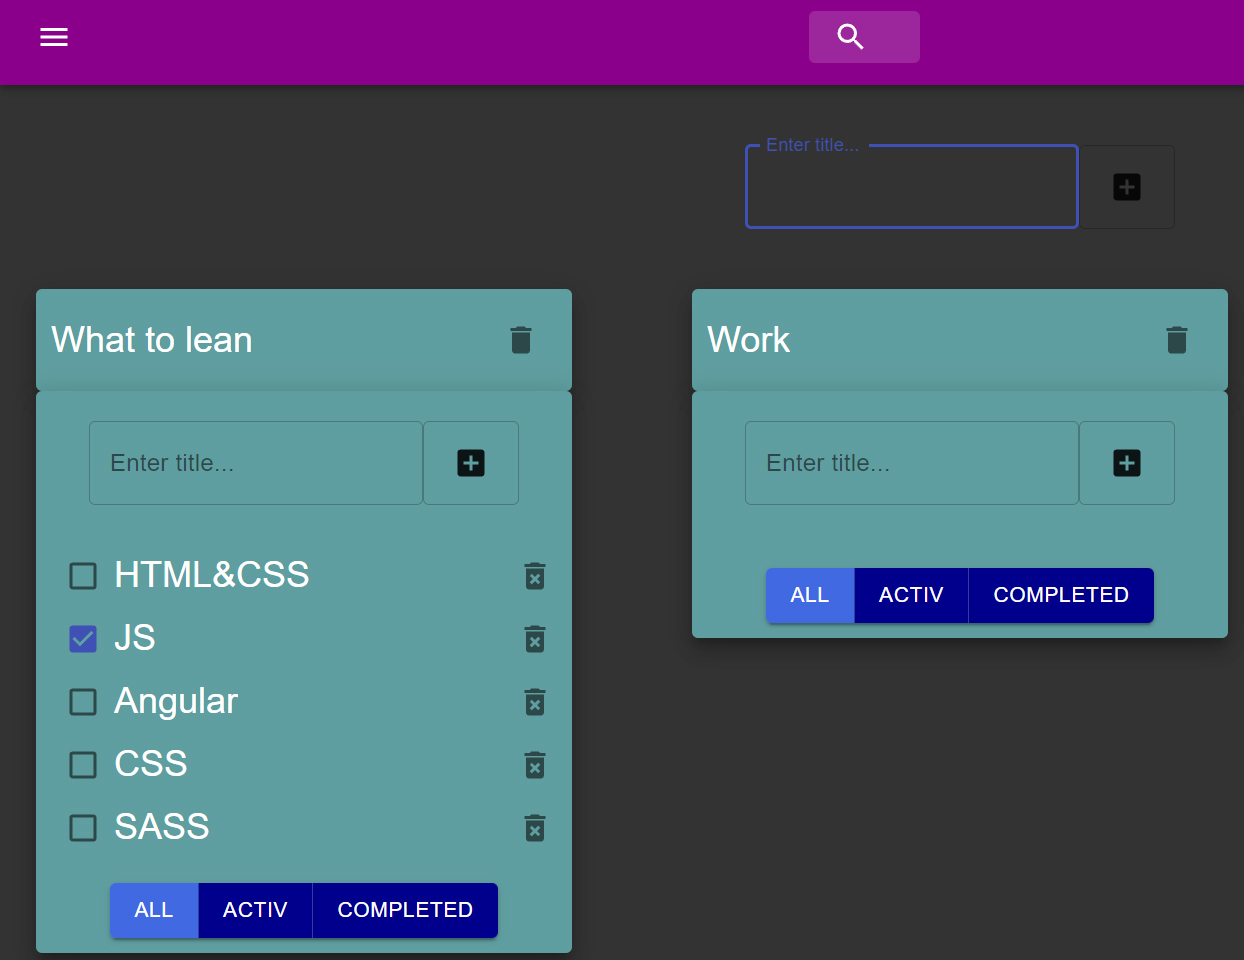 Enter title...
What to lean
Enter title...
HTML&CSS
JS
Angular
CSS
SASS
ALL ACTIV COMPLETED
Work
Enter title...
ALL ACTIV COMPLETED